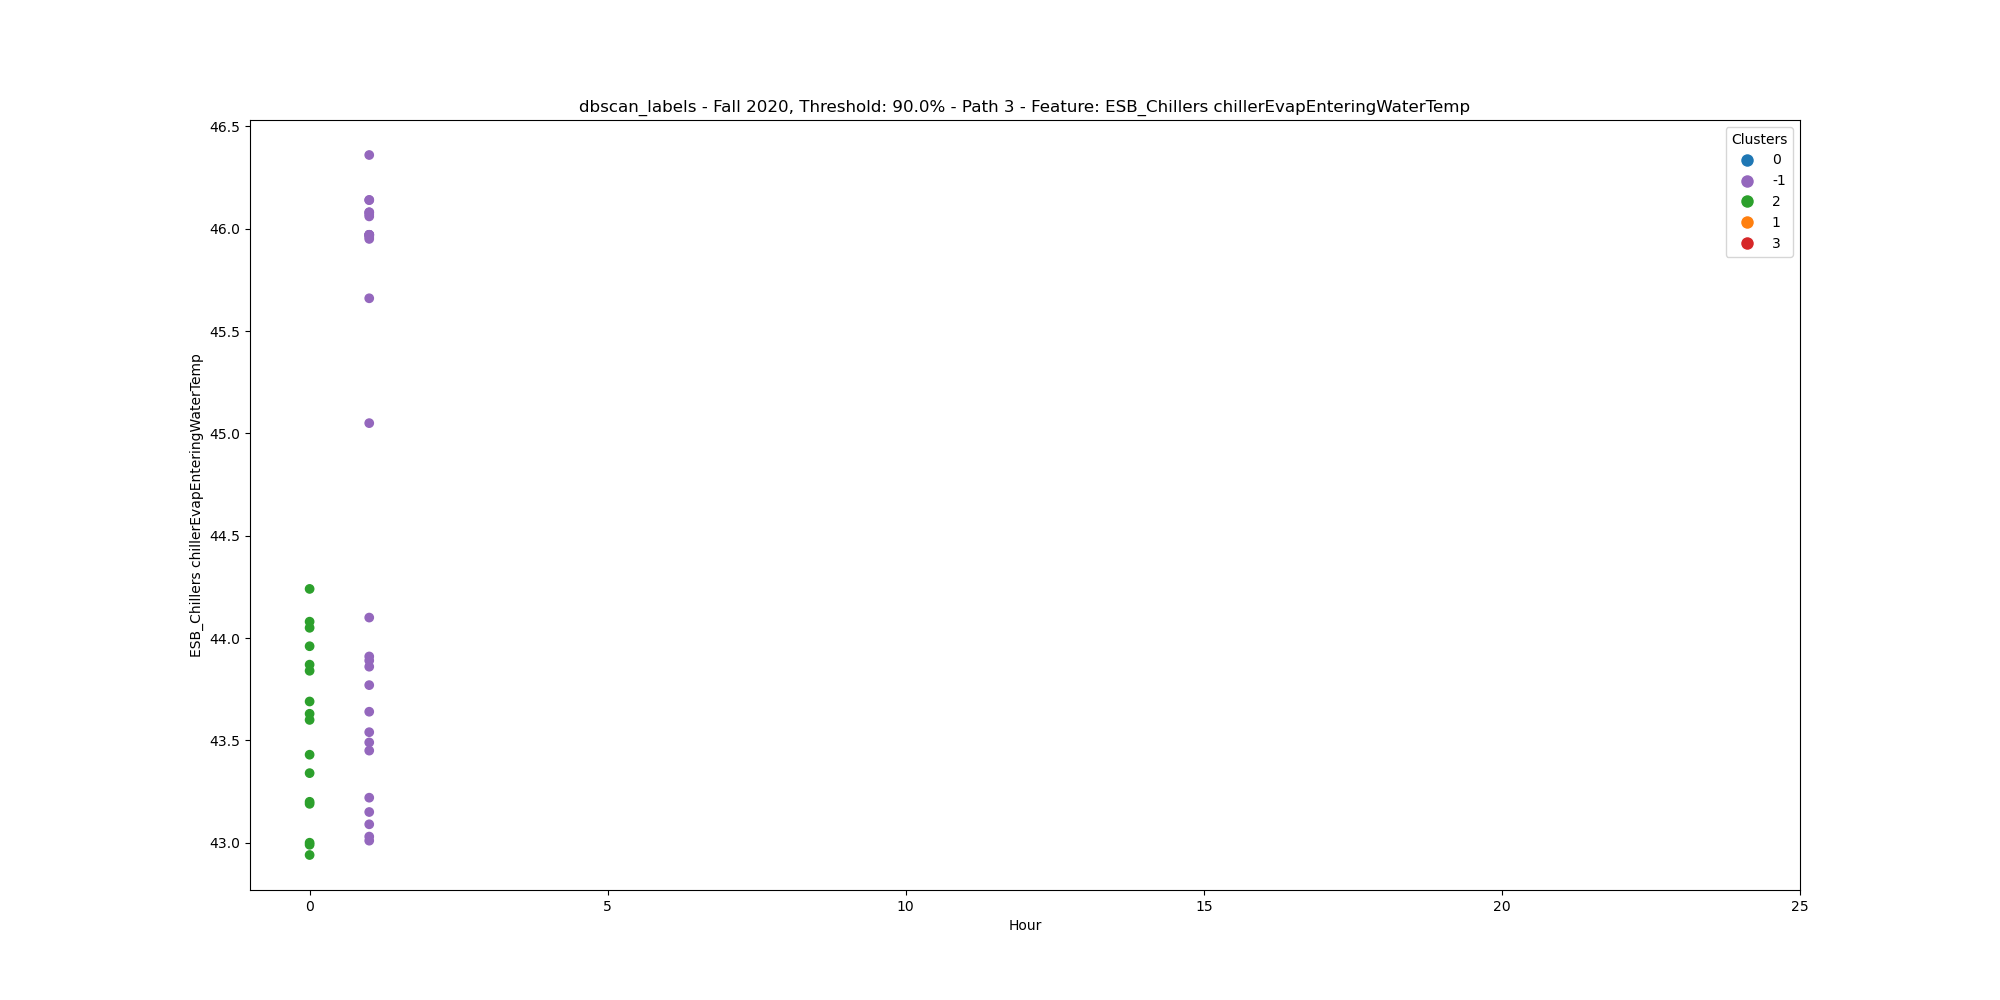 dbscan_labels - Fall 2020, Threshold: 90.0% - Path 3 - Feature: ESB_Chillers chillerEvapEnteringWaterTemp
46.5
46.0
45.5
45.0
44.5
44.0
43.5
43.0
ESB_Chillers chillerEvapEnteringWaterTemp
Clusters
0
-1
2
1
3
0 5 10 15 20 25
Hour